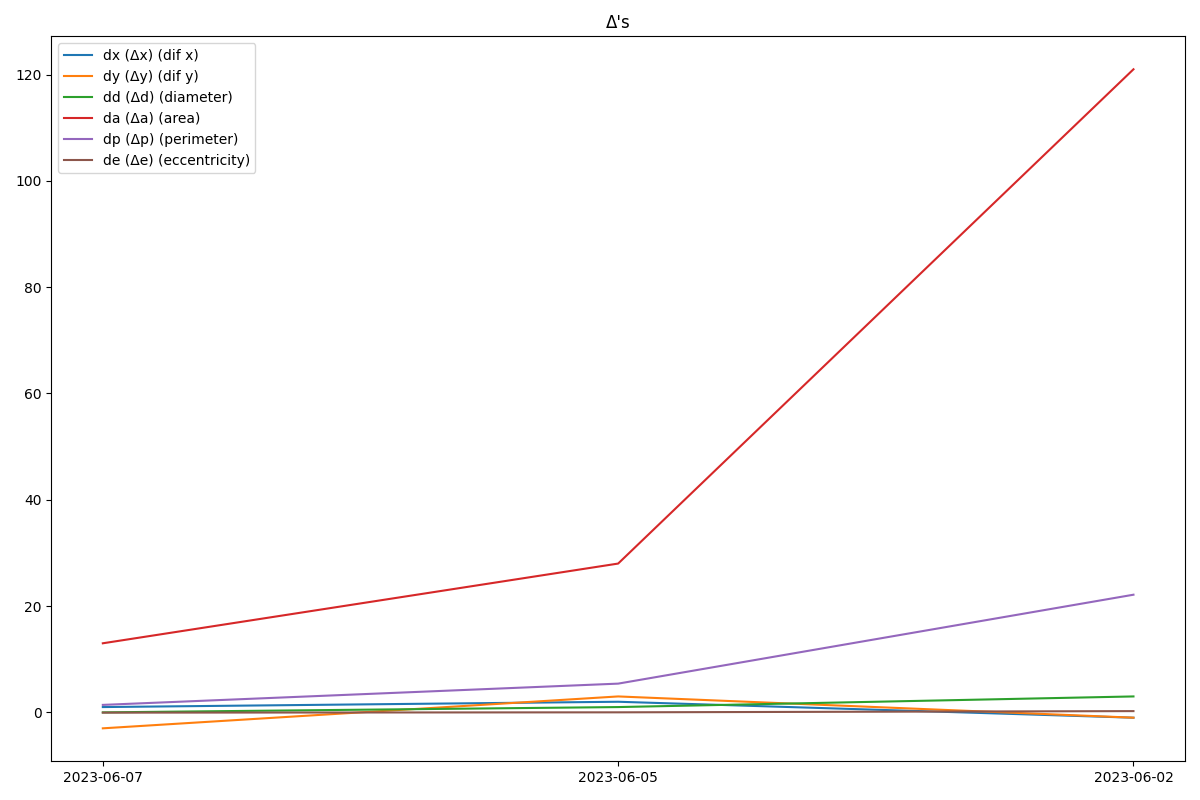 Δ's
dx (Δx) (dif x)
dy (Δy) (dif y)
dd (Δd) (diameter)
da (Δa) (area)
dp (Δp) (perimeter)
de (Δe) (eccentricity)
120
100
80
60
40
20
0
2023-06-07 2023-06-05 2023-06-02